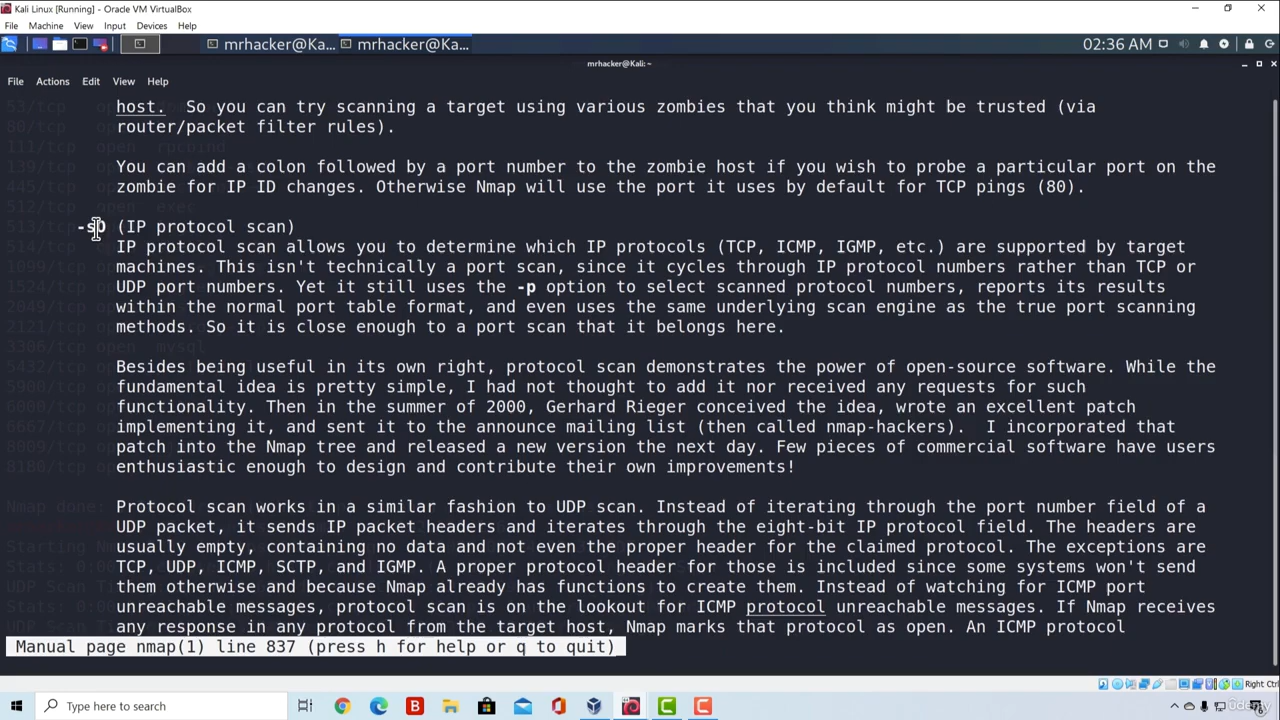 Kali Linux [Running] - Oracle VM VirtualBox
File Machine View Input Devices Help
mrhacker@Ka... mrhacker@Ka... 02:36 AM
mrhacker@Kali: ~
File Actions Edit View Help
host. So you can try scanning a target using various zombies that you think might be trusted (via
router/packet filter rules).
You can add a colon followed by a port number to the zombie host if you wish to probe a particular port on the
zombie for IP ID changes. Otherwise Nmap will use the port it uses by default for TCP pings (80).
-sO (IP protocol scan)
IP protocol scan allows you to determine which IP protocols (TCP, ICMP, IGMP, etc.) are supported by target
machines. This isn't technically a port scan, since it cycles through IP protocol numbers rather than TCP or
UDP port numbers. Yet it still uses the -p option to select scanned protocol numbers, reports its results
within the normal port table format, and even uses the same underlying scan engine as the true port scanning
methods. So it is close enough to a port scan that it belongs here.
Besides being useful in its own right, protocol scan demonstrates the power of open-source software. While the
fundamental idea is pretty simple, I had not thought to add it nor received any requests for such
functionality. Then in the summer of 2000, Gerhard Rieger conceived the idea, wrote an excellent patch
implementing it, and sent it to the announce mailing list (then called nmap-hackers). I incorporated that
patch into the Nmap tree and released a new version the next day. Few pieces of commercial software have users
enthusiastic enough to design and contribute their own improvements!
Protocol scan works in a similar fashion to UDP scan. Instead of iterating through the port number field of a
UDP packet, it sends IP packet headers and iterates through the eight-bit IP protocol field. The headers are
usually empty, containing no data and not even the proper header for the claimed protocol. The exceptions are
TCP, UDP, ICMP, SCTP, and IGMP. A proper protocol header for those is included since some systems won't send
them otherwise and because Nmap already has functions to create them. Instead of watching for ICMP port
unreachable messages, protocol scan is on the lookout for ICMP protocol unreachable messages. If Nmap receives
any response in any protocol from the target host, Nmap marks that protocol as open. An ICMP protocol
Manual page nmap(1) line 837 (press h for help or q to quit)
Right Ctrl
Type here to search
Udemy